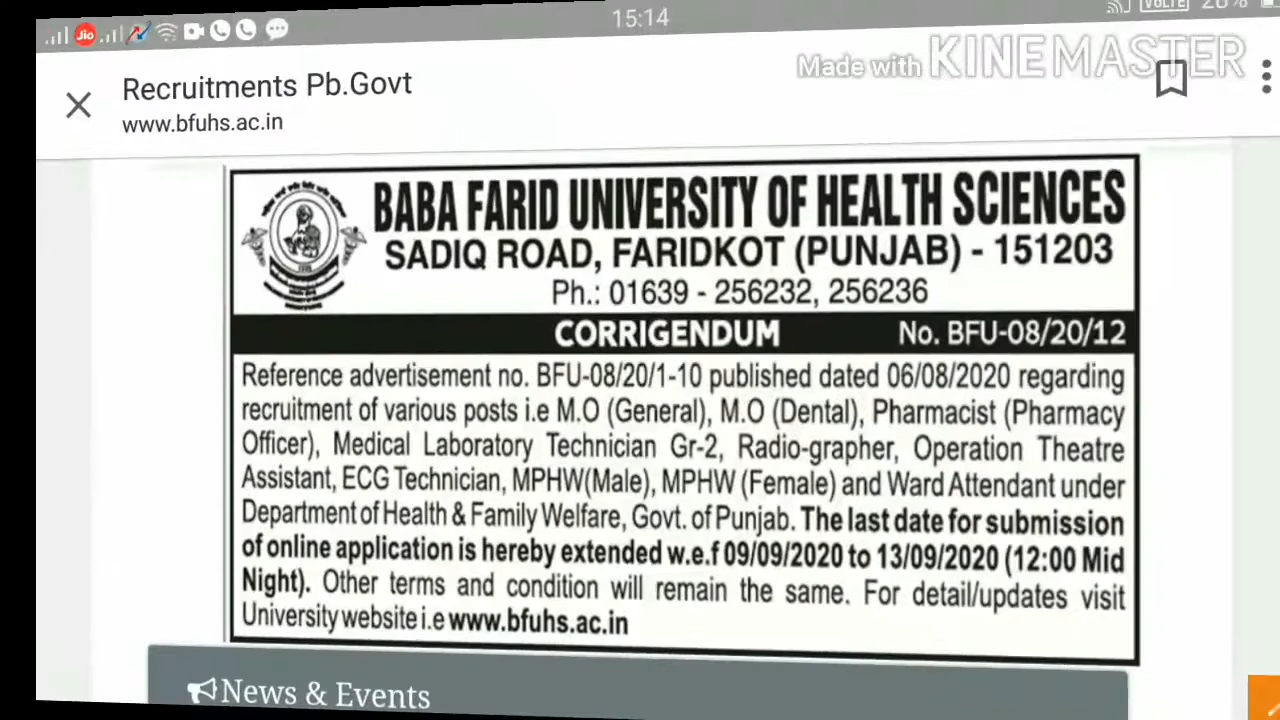 15:14
VoLTE 26%
Jio
Made with KINEMASTER
Recruitments Pb.Govt
www.bfuhs.ac.in
BABA FARID UNIVERSITY OF HEALTH SCIENCES
SADIQ ROAD, FARIDKOT (PUNJAB) - 151203
Ph.: 01639 - 256232, 256236
CORRIGENDUM No. BFU-08/20/12
Reference advertisement no. BFU-08/20/1-10 published dated 06/08/2020 regarding
recruitment of various posts i.e M.O (General), M.O (Dental), Pharmacist (Pharmacy
Officer), Medical Laboratory Technician Gr-2, Radio-grapher, Operation Theatre
Assistant, ECG Technician, MPHW(Male), MPHW (Female) and Ward Attendant under
Department of Health & Family Welfare, Govt. of Punjab. The last date for submission
of online application is hereby extended w.e.f 09/09/2020 to 13/09/2020 (12:00 Mid
Night). Other terms and condition will remain the same. For detail/updates visit
University website i.e www.bfuhs.ac.in
News & Events